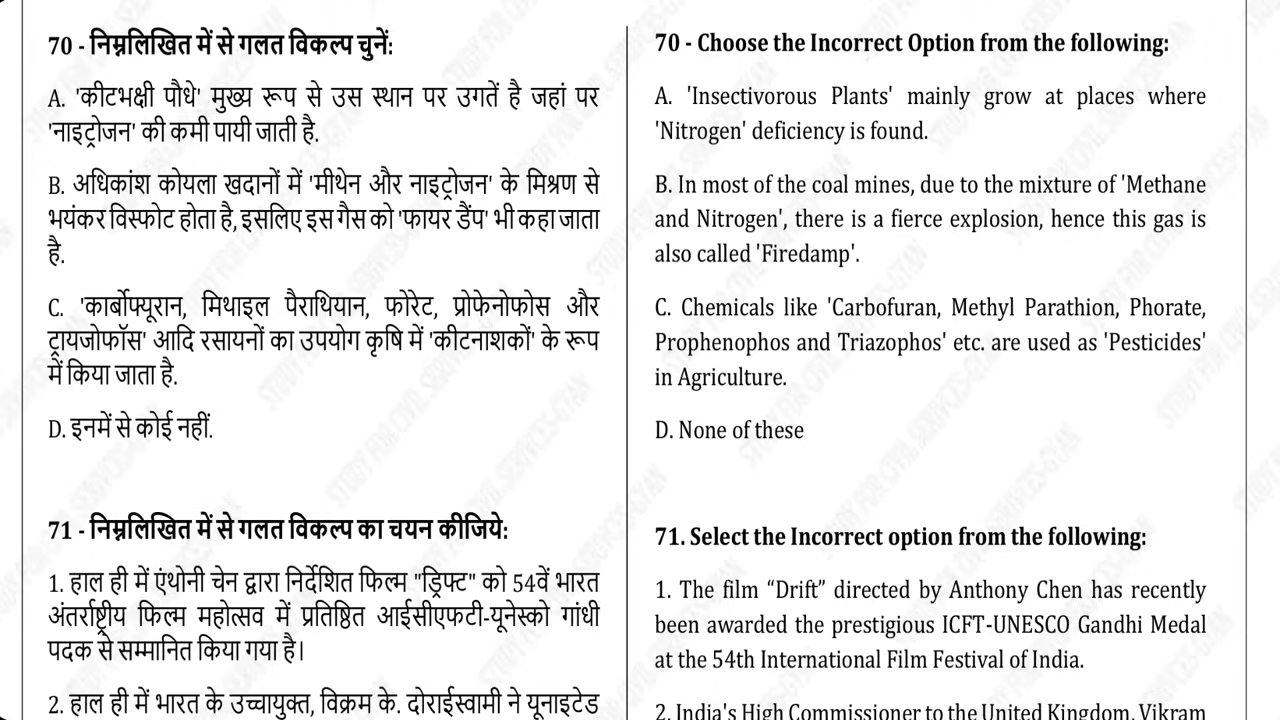 70 - निम्नलिखित में से गलत विकल्प चुनें:
A. 'कीटभक्षी पौधे' मुख्य रूप से उस स्थान पर उगतें है जहां पर
'नाइट्रोजन' की कमी पायी जाती है.
B. अधिकांश कोयला खदानों में 'मीथेन और नाइट्रोजन' के मिश्रण से
भयंकर विस्फोट होता है, इसलिए इस गैस को 'फायर डैंप' भी कहा जाता
है.
C. 'कार्बोफ्यूरान, मिथाइल पैराथियान, फोरेट, प्रोफेनोफोस और
ट्रायजोफॉस' आदि रसायनों का उपयोग कृषि में 'कीटनाशकों' के रूप
में किया जाता है.
D. इनमें से कोई नहीं.
71 - निम्नलिखित में से गलत विकल्प का चयन कीजिये:
1. हाल ही में एंथोनी चेन द्वारा निर्देशित फिल्म "ड्रिफ्ट" को 54वें भारत
अंतर्राष्ट्रीय फिल्म महोत्सव में प्रतिष्ठित आईसीएफटी-यूनेस्को गांधी
पदक से सम्मानित किया गया है।
2. हाल ही में भारत के उच्चायुक्त, विक्रम के. दोराईस्वामी ने यूनाइटेड
70 - Choose the Incorrect Option from the following:
A. 'Insectivorous Plants' mainly grow at places where
'Nitrogen' deficiency is found.
B. In most of the coal mines, due to the mixture of 'Methane
and Nitrogen', there is a fierce explosion, hence this gas is
also called 'Firedamp'.
C. Chemicals like 'Carbofuran, Methyl Parathion, Phorate,
Prophenophos and Triazophos' etc. are used as 'Pesticides'
in Agriculture.
D. None of these
71. Select the Incorrect option from the following:
1. The film “Drift” directed by Anthony Chen has recently
been awarded the prestigious ICFT-UNESCO Gandhi Medal
at the 54th International Film Festival of India.
2. India's High Commissioner to the United Kingdom, Vikram